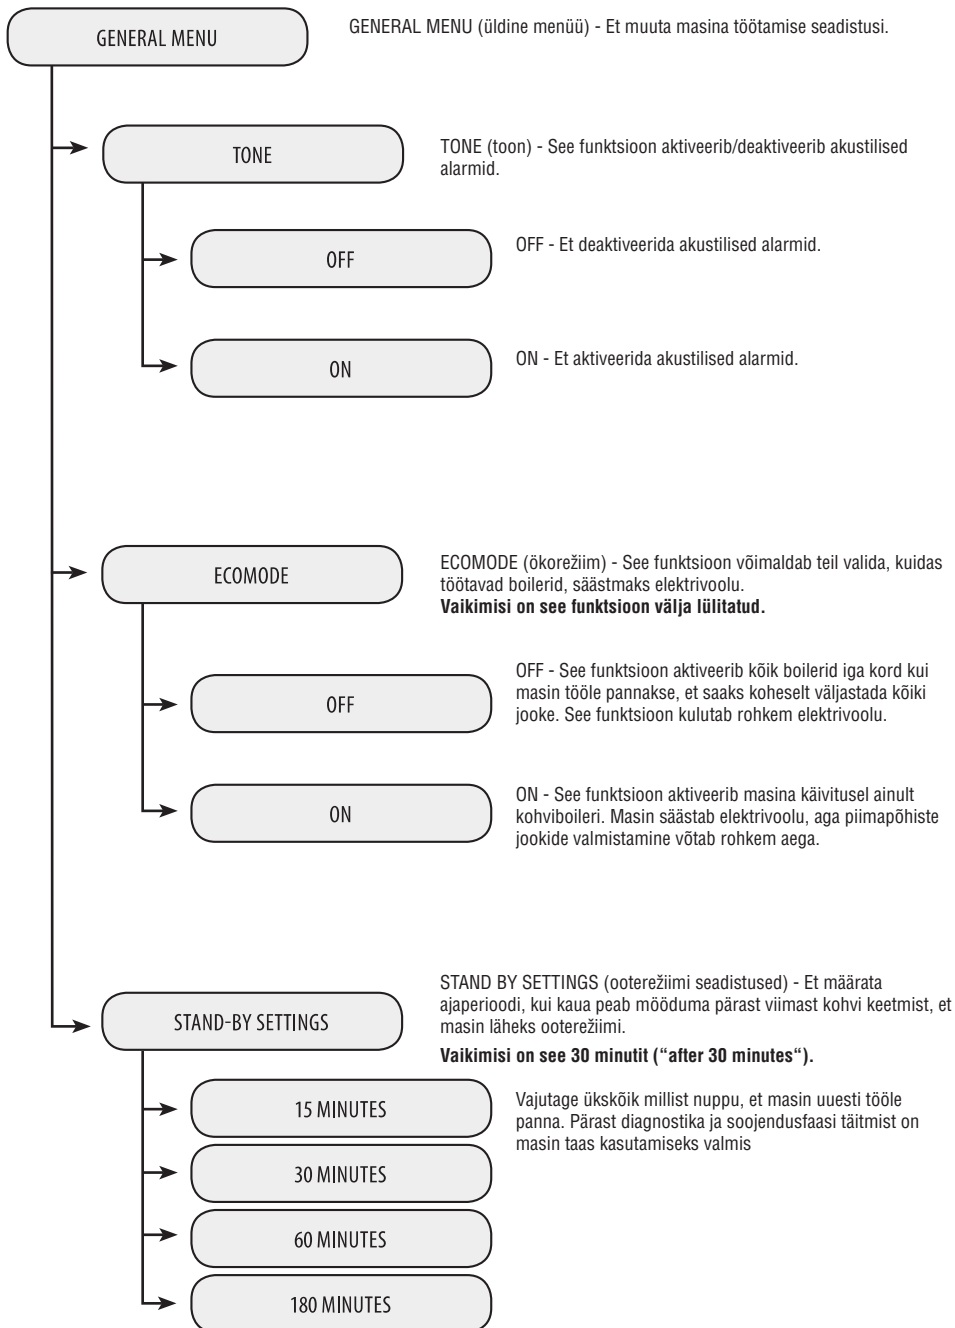 GENERAL MENU
GENERAL MENU (üldine menüü) - Et muuta masina töötamise seadistusi.
TONE
TONE (toon) - See funktsioon aktiveerib/deaktiveerib akustilised
alarmid.
OFF
OFF - Et deaktiveerida akustilised alarmid.
ON
ON - Et aktiveerida akustilised alarmid.
ECOMODE
ECOMODE (ökorežiim) - See funktsioon võimaldab teil valida, kuidas
töötavad boilerid, säästmaks elektrivoolu.
Vaikimisi on see funktsioon välja lülitatud.
OFF
OFF - See funktsioon aktiveerib kõik boilerid iga kord kui
masin tööle pannakse, et saaks koheselt väljastada kõiki
jooke. See funktsioon kulutab rohkem elektrivoolu.
ON
ON - See funktsioon aktiveerib masina käivitusel ainult
kohviboileri. Masin säästab elektrivoolu, aga piimapõhiste
jookide valmistamine võtab rohkem aega.
STAND-BY SETTINGS
STAND BY SETTINGS (ooterežiimi seadistused) - Et määrata
ajaperioodi, kui kaua peab mööduma pärast viimast kohvi keetmist, et
masin läheks ooterežiimi.
Vaikimisi on see 30 minutit (“after 30 minutes“).
15 MINUTES
Vajutage ükskõik millist nuppu, et masin uuesti tööle
panna. Pärast diagnostika ja soojendusfaasi täitmist on
masin taas kasutamiseks valmis
30 MINUTES
60 MINUTES
180 MINUTES